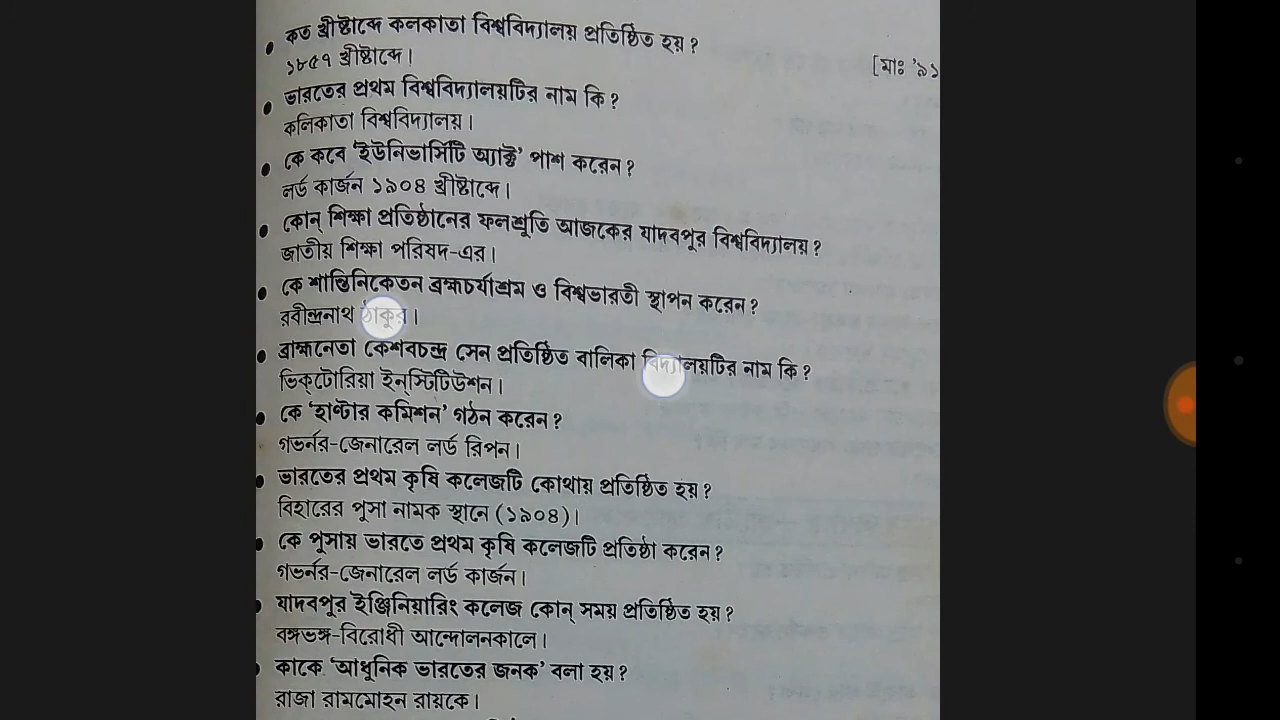 কত খ্রীষ্টাব্দে কলকাতা বিশ্ববিদ্যালয় প্রতিষ্ঠিত হয়?
১৮৫৭ খ্রীষ্টাব্দে।
[মাঃ '৯১
ভারতের প্রথম বিশ্ববিদ্যালয়টির নাম কি?
কলিকাতা বিশ্ববিদ্যালয়।
কে কবে 'ইউনিভার্সিটি অ্যাক্ট' পাশ করেন?
লর্ড কার্জন ১৯০৪ খ্রীষ্টাব্দে।
কোন্ শিক্ষা প্রতিষ্ঠানের ফলশ্রুতি আজকের যাদবপুর বিশ্ববিদ্যালয়?
জাতীয় শিক্ষা পরিষদ-এর।
কে শান্তিনিকেতন ব্রহ্মচর্যাশ্রম ও বিশ্বভারতী স্থাপন করেন?
রবীন্দ্রনাথ ঠাকুর।
ব্রাহ্মনেতা কেশবচন্দ্র সেন প্রতিষ্ঠিত বালিকা বিদ্যালয়টির নাম কি?
ভিক্টোরিয়া ইন্‌স্টিটিউশন।
কে 'হাণ্টার কমিশন' গঠন করেন?
গভর্নর-জেনারেল লর্ড রিপন।
ভারতের প্রথম কৃষি কলেজটি কোথায় প্রতিষ্ঠিত হয়?
বিহারের পুসা নামক স্থানে (১৯০৪)।
কে পুসায় ভারতে প্রথম কৃষি কলেজটি প্রতিষ্ঠা করেন?
গভর্নর-জেনারেল লর্ড কার্জন।
যাদবপুর ইঞ্জিনিয়ারিং কলেজ কোন্ সময় প্রতিষ্ঠিত হয়?
বঙ্গভঙ্গ-বিরোধী আন্দোলনকালে।
কাকে 'আধুনিক ভারতের জনক' বলা হয়?
রাজা রামমোহন রায়কে।